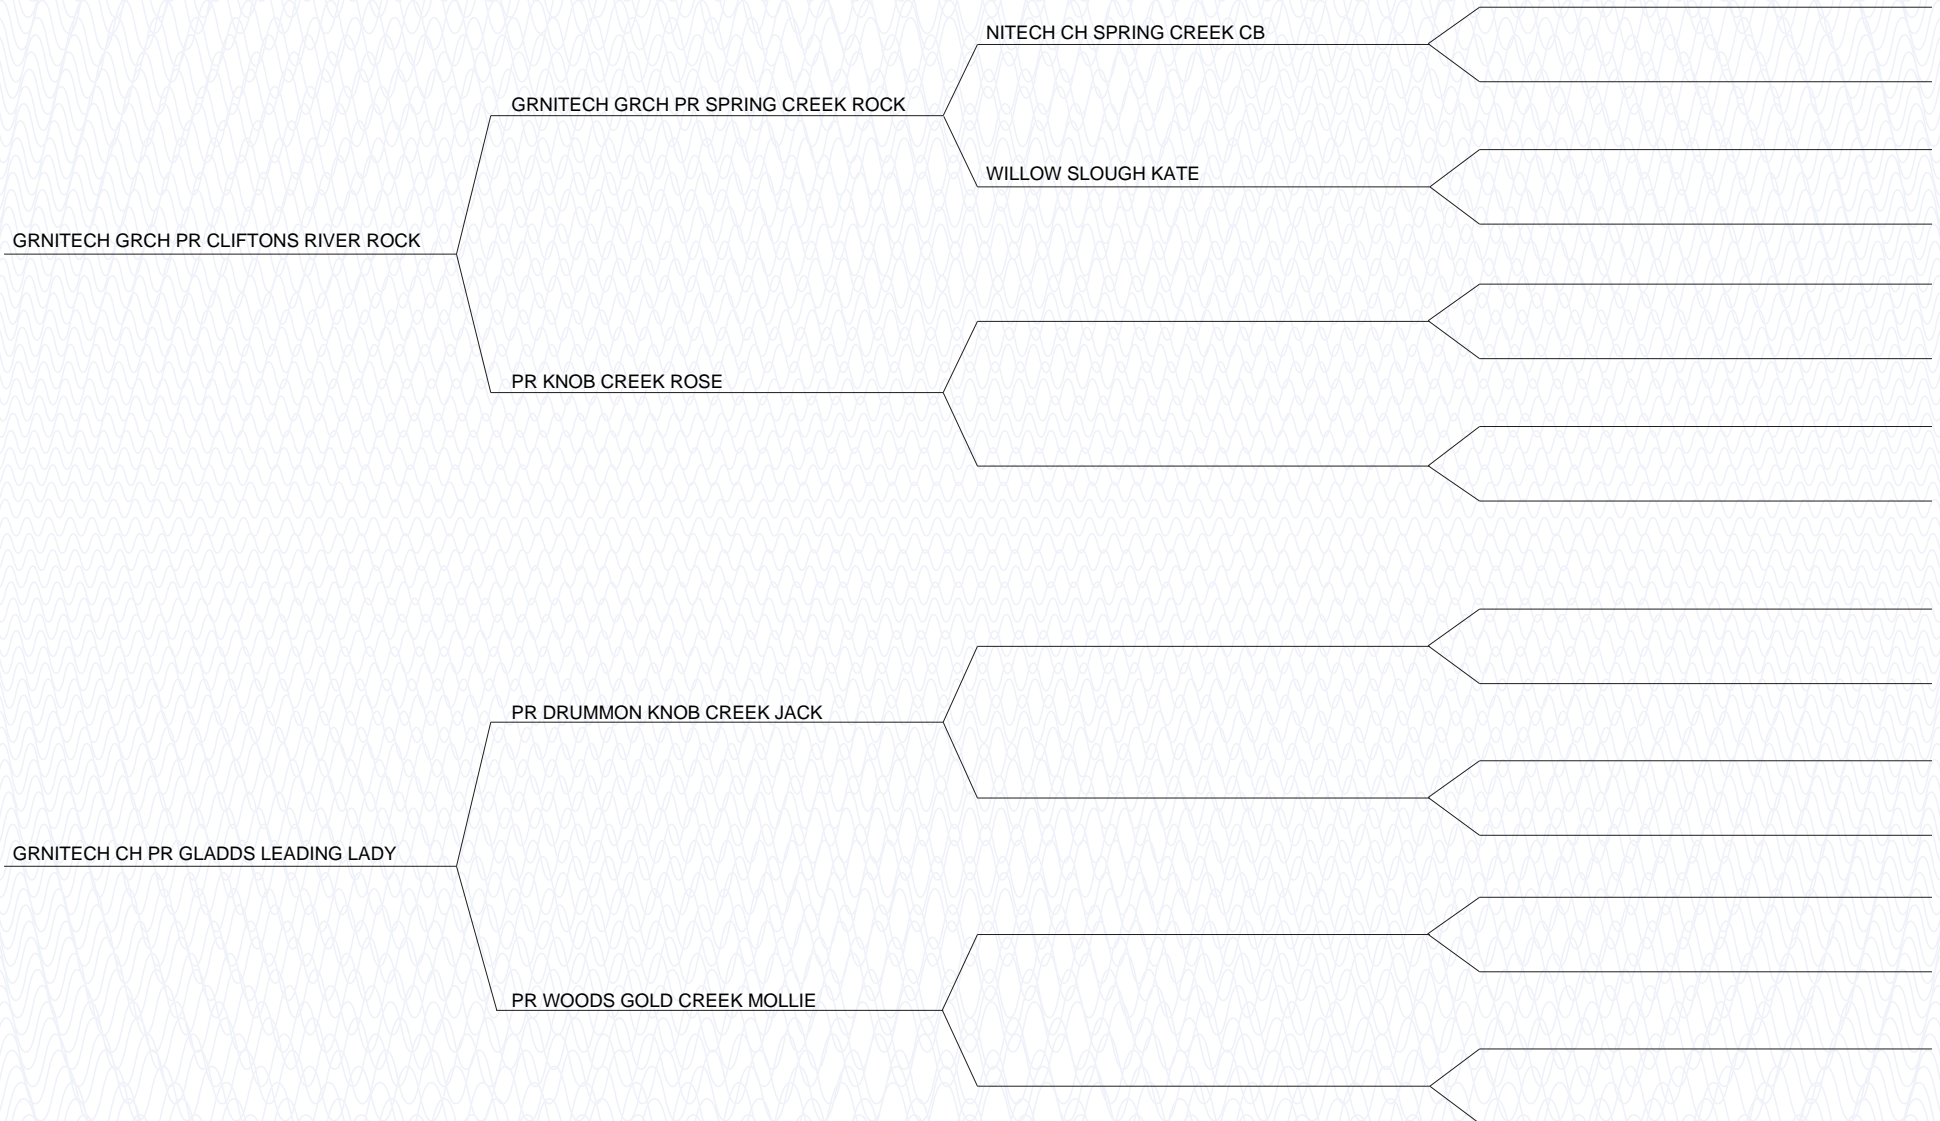 NITECH CH SPRING CREEK CB
GRNITECH GRCH PR SPRING CREEK ROCK
WILLOW SLOUGH KATE
GRNITECH GRCH PR CLIFTONS RIVER ROCK
PR KNOB CREEK ROSE
PR DRUMMON KNOB CREEK JACK
GRNITECH CH PR GLADDS LEADING LADY
PR WOODS GOLD CREEK MOLLIE